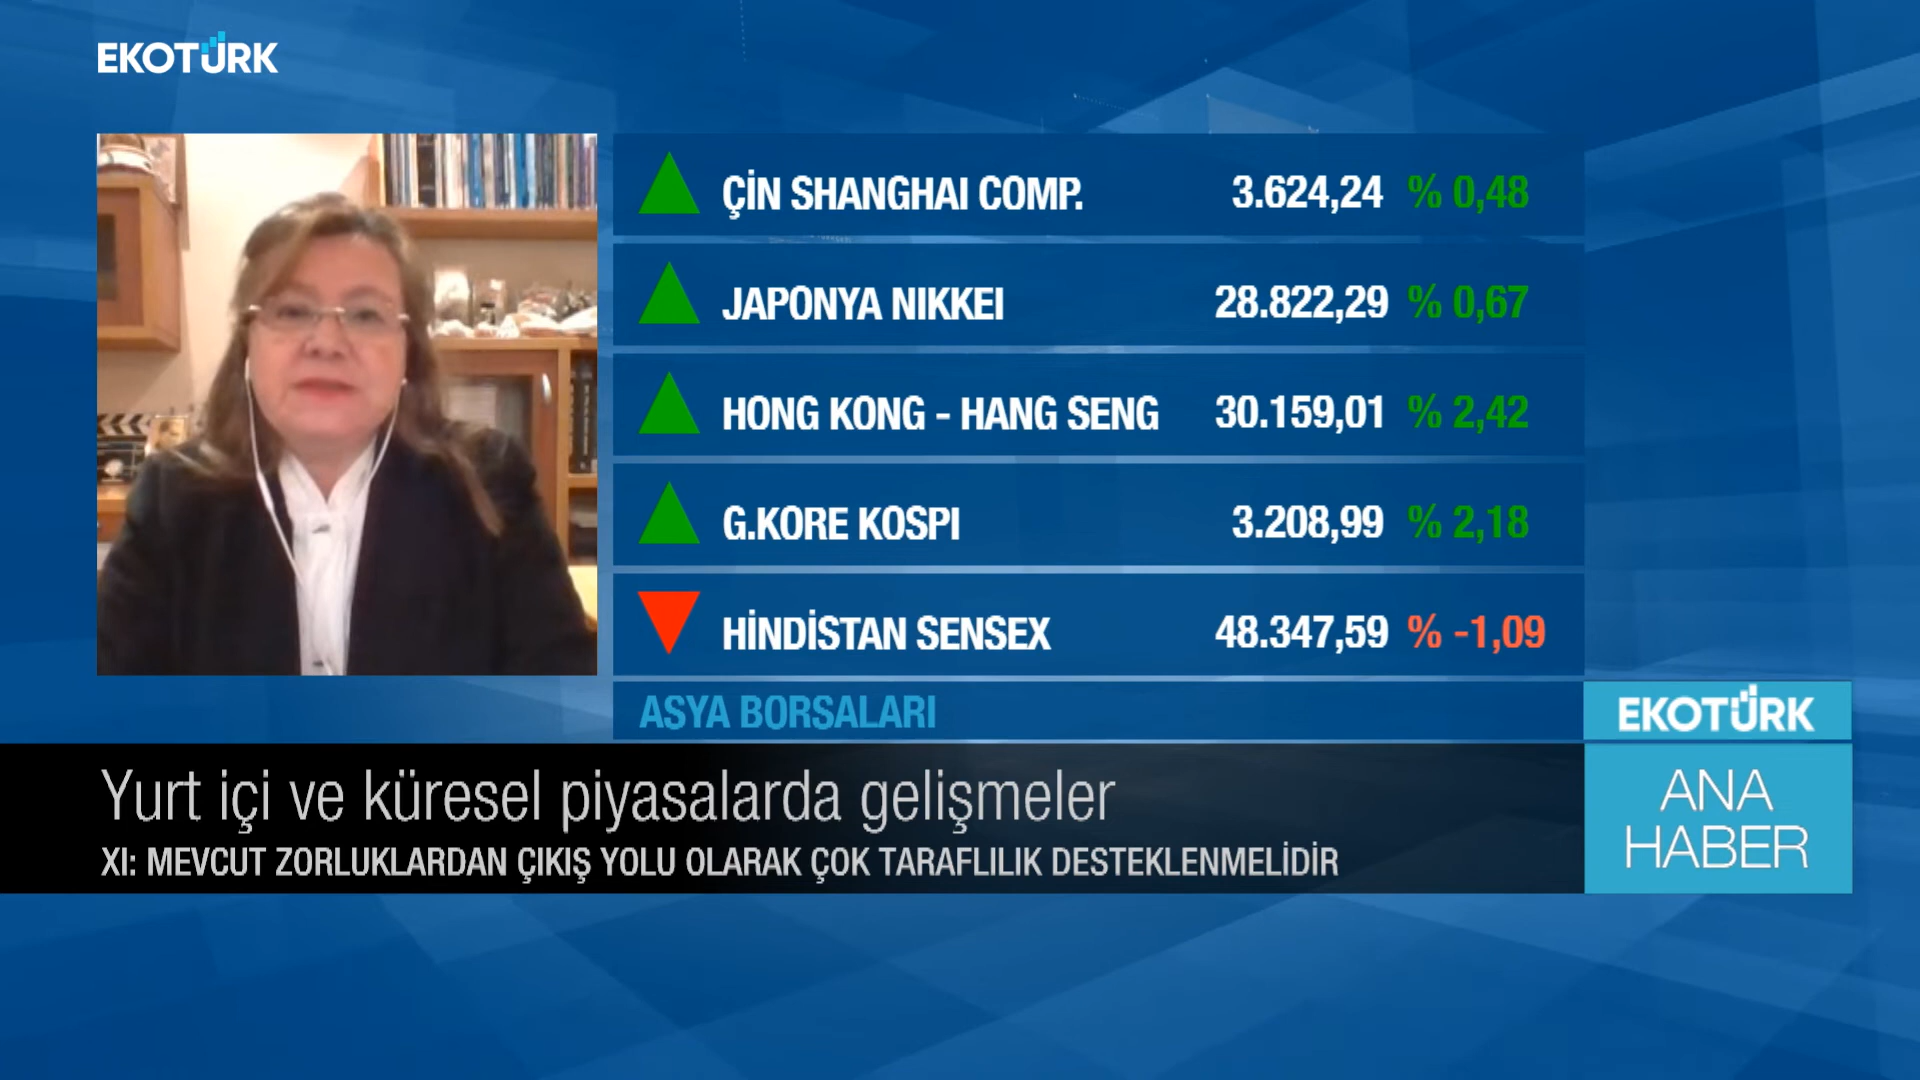 EKOTÜRK
ÇİN SHANGHAI COMP. 3.624,24 % 0,48
JAPONYA NIKKEI 28.822,29 % 0,67
HONG KONG - HANG SENG 30.159,01 % 2,42
G.KORE KOSPI 3.208,99 % 2,18
HİNDİSTAN SENSEX 48.347,59 % -1,09
ASYA BORSALARI
EKOTÜRK
Yurt içi ve küresel piyasalarda gelişmeler
XI: MEVCUT ZORLUKLARDAN ÇIKIŞ YOLU OLARAK ÇOK TARAFLILIK DESTEKLENMELİDİR
ANA
HABER